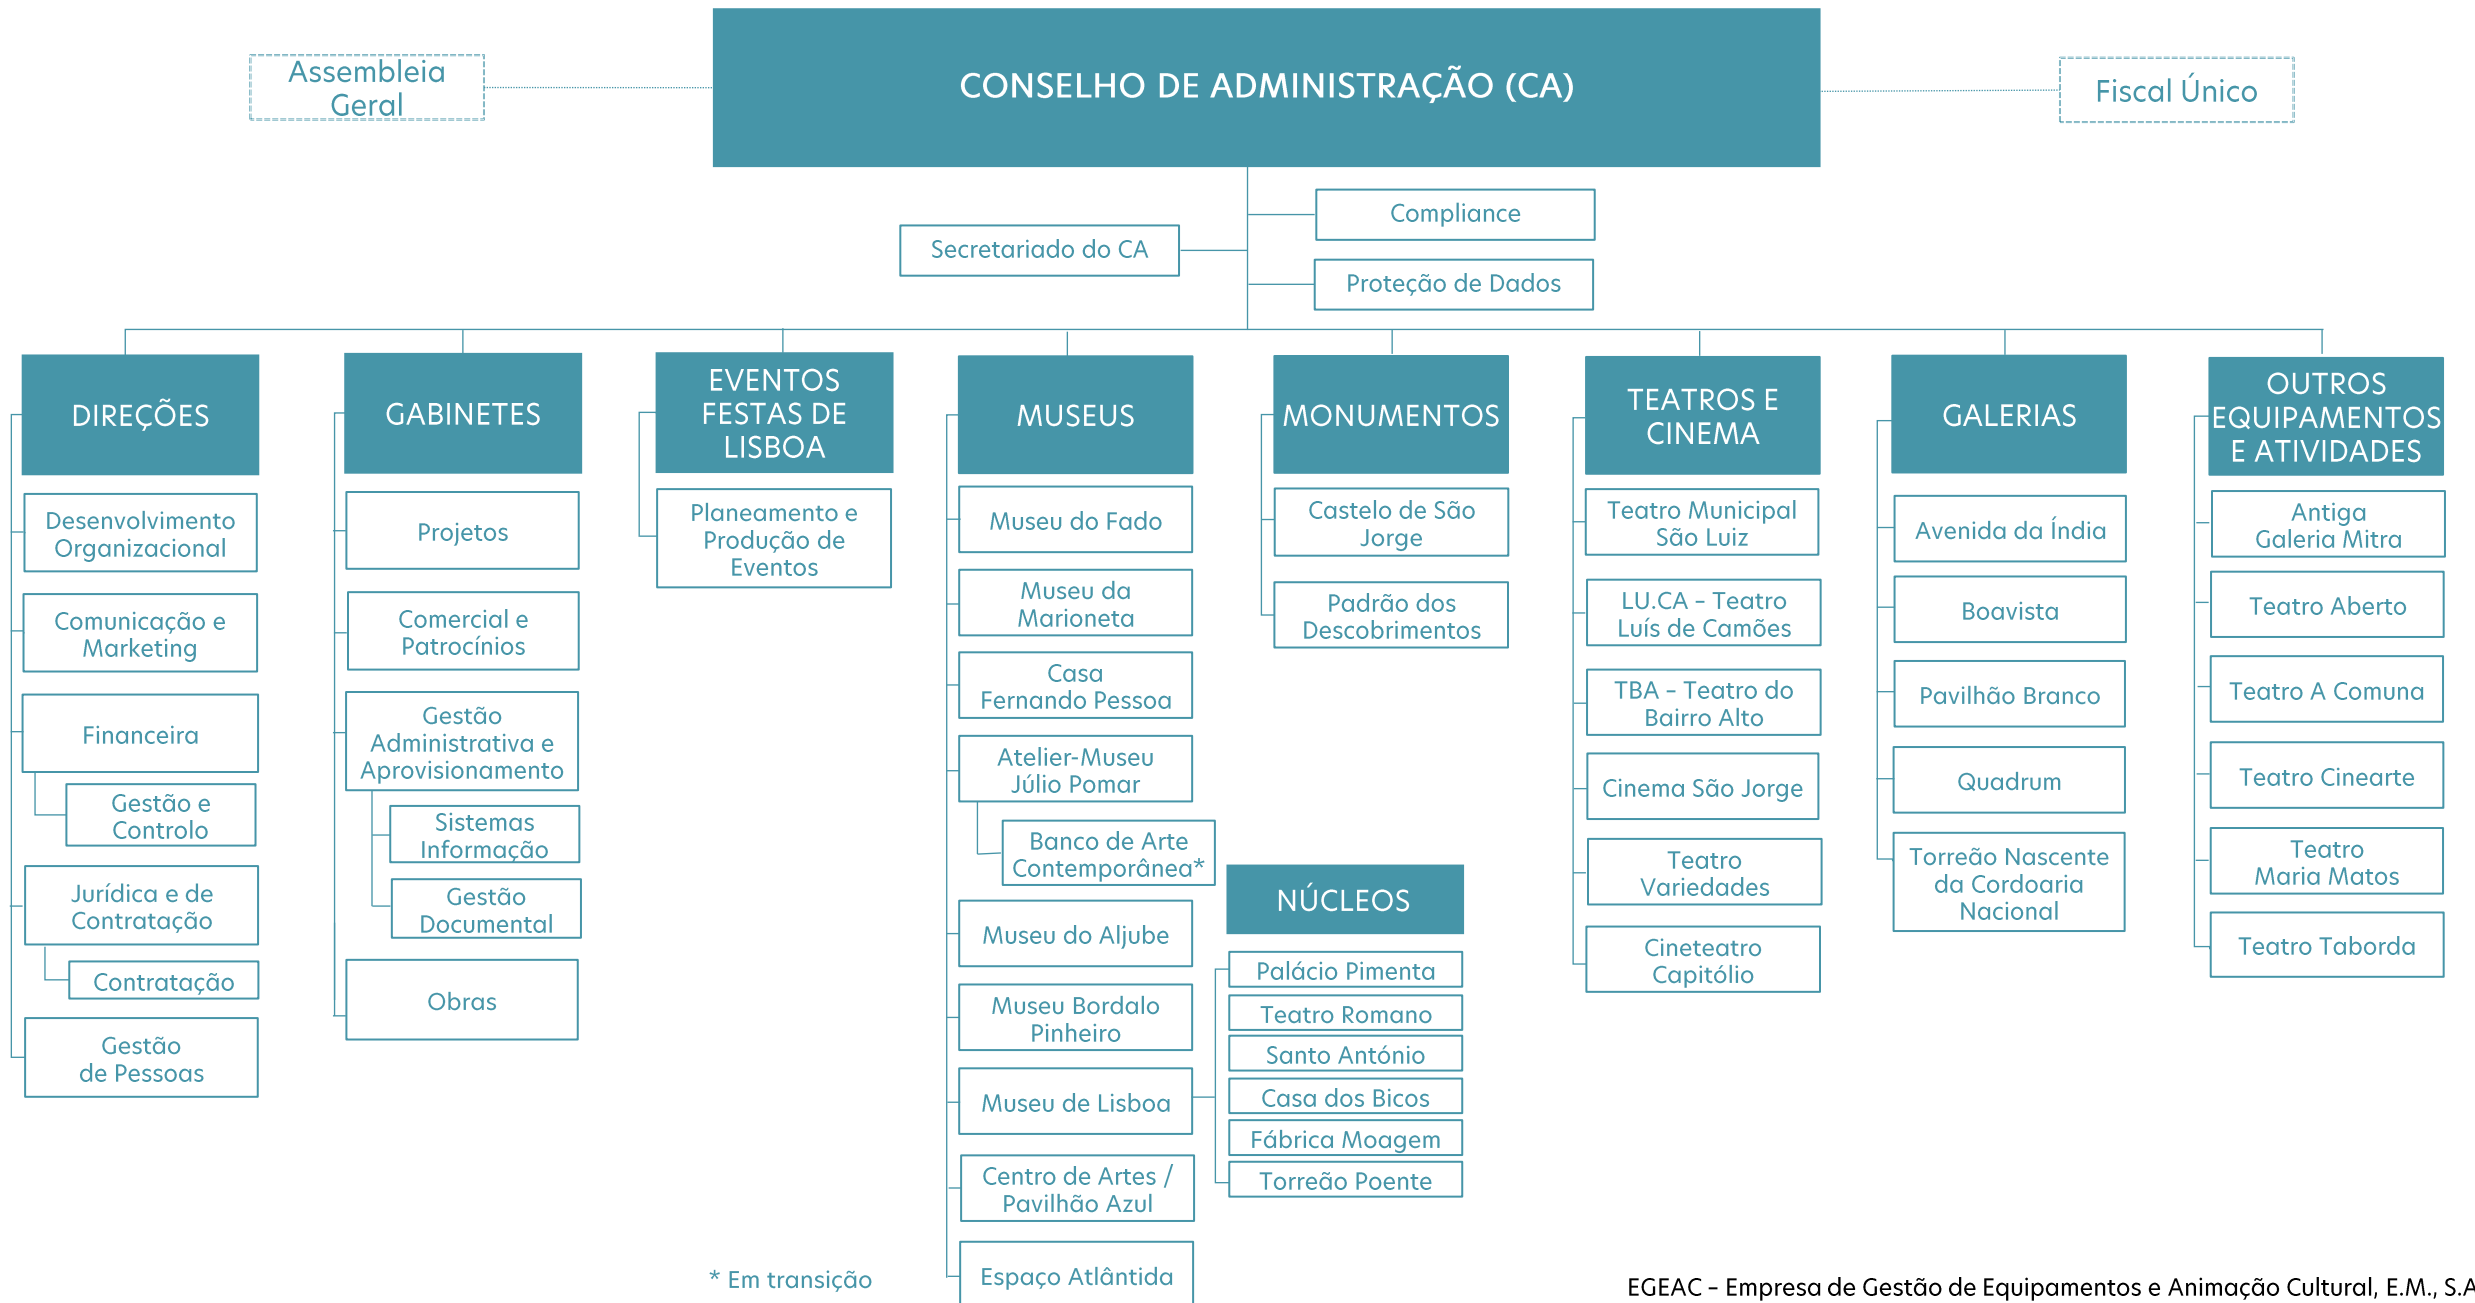 Assembleia
Geral
CONSELHO DE ADMINISTRAÇÃO (CA)
Fiscal Único
Compliance
Secretariado do CA
Proteção de Dados
DIREÇÕES
Desenvolvimento
Organizacional
Comunicação e
Marketing
Financeira
Gestão e
Controlo
Jurídica e de
Contratação
Contratação
Gestão
de Pessoas
GABINETES
Projetos
Comercial e
Patrocínios
Gestão
Administrativa e
Aprovisionamento
Sistemas
Informação
Gestão
Documental
Obras
EVENTOS
FESTAS DE
LISBOA
Planeamento e
Produção de
Eventos
MUSEUS
Museu do Fado
Museu da
Marioneta
Casa
Fernando Pessoa
Atelier-Museu
Júlio Pomar
Banco de Arte
Contemporânea*
Museu do Aljube
Museu Bordalo
Pinheiro
Museu de Lisboa
Centro de Artes /
Pavilhão Azul
Espaço Atlântida
NÚCLEOS
Palácio Pimenta
Teatro Romano
Santo António
Casa dos Bicos
Fábrica Moagem
Torreão Poente
MONUMENTOS
Castelo de São
Jorge
Padrão dos
Descobrimentos
TEATROS E
CINEMA
Teatro Municipal
São Luiz
LU.CA – Teatro
Luís de Camões
TBA – Teatro do
Bairro Alto
Cinema São Jorge
Teatro
Variedades
Cineteatro
Capitólio
GALERIAS
Avenida da Índia
Boavista
Pavilhão Branco
Quadrum
Torreão Nascente
da Cordoaria
Nacional
OUTROS
EQUIPAMENTOS
E ATIVIDADES
Antiga
Galeria Mitra
Teatro Aberto
Teatro A Comuna
Teatro Cinearte
Teatro
Maria Matos
Teatro Taborda
* Em transição
EGEAC – Empresa de Gestão de Equipamentos e Animação Cultural, E.M., S.A